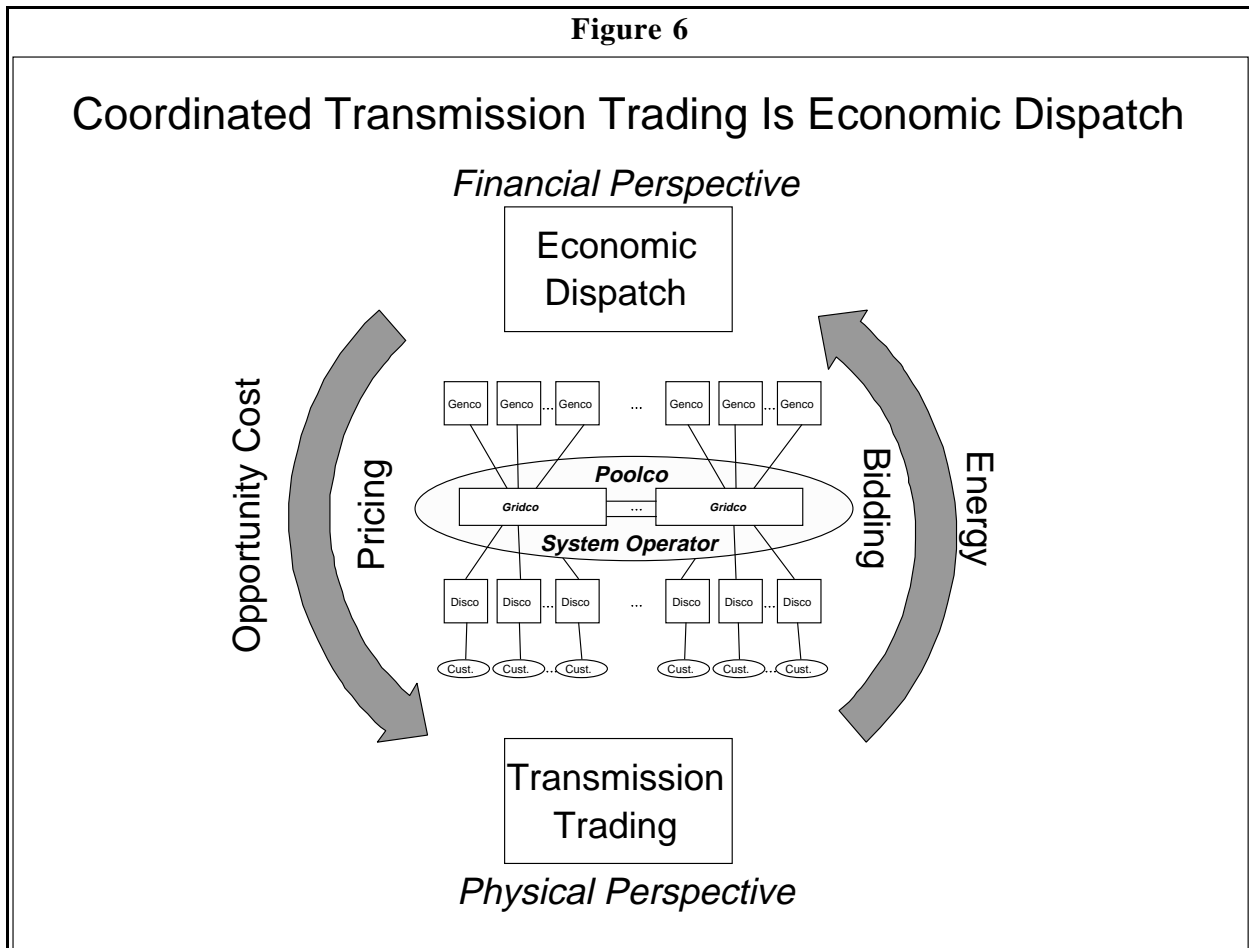 Figure 6
Coordinated Transmission Trading Is Economic Dispatch
Financial Perspective
Economic
Dispatch
Opportunity Cost
Pricing
Genco Genco ... Genco ... Genco Genco ... Genco
Poolco
Gridco ... Gridco
System Operator
Disco Disco ... Disco ... Disco Disco ... Disco
Cust. Cust. ... Cust. Cust. Cust. ... Cust.
Bidding
Energy
Transmission
Trading
Physical Perspective